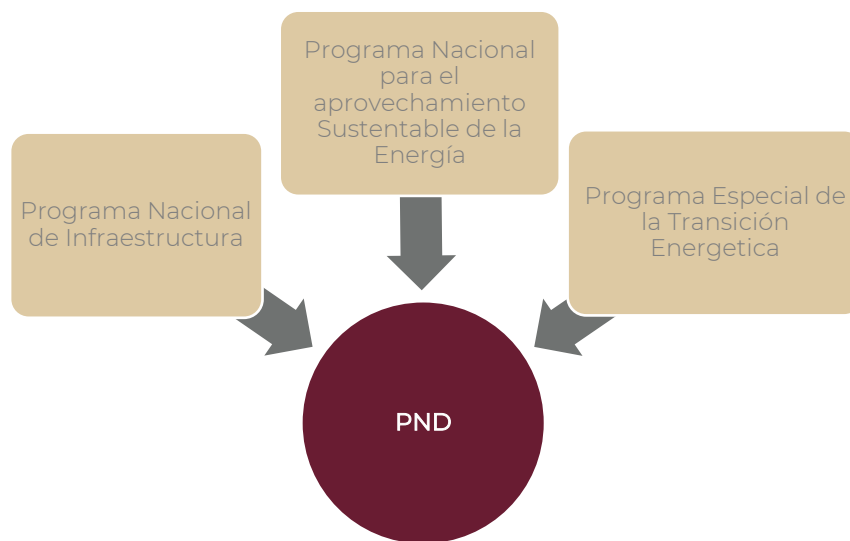 Programa Nacional
para el
aprovechamiento
Sustentable de la
Energía
Programa Nacional
de Infraestructura
Programa Especial de
la Transición
Energetica
PND